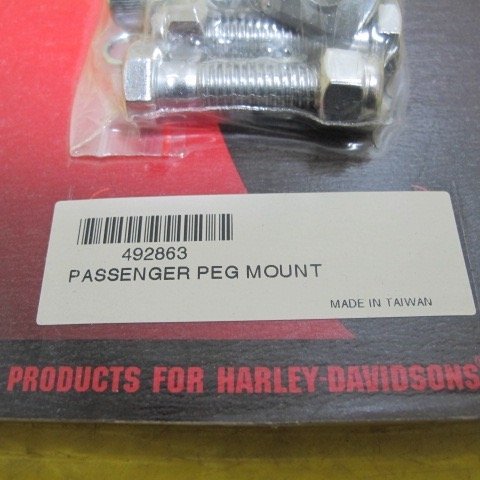 492863
PASSENGER PEG MOUNT
MADE IN TAIWAN
PRODUCTS FOR HARLEY-DAVIDSONS